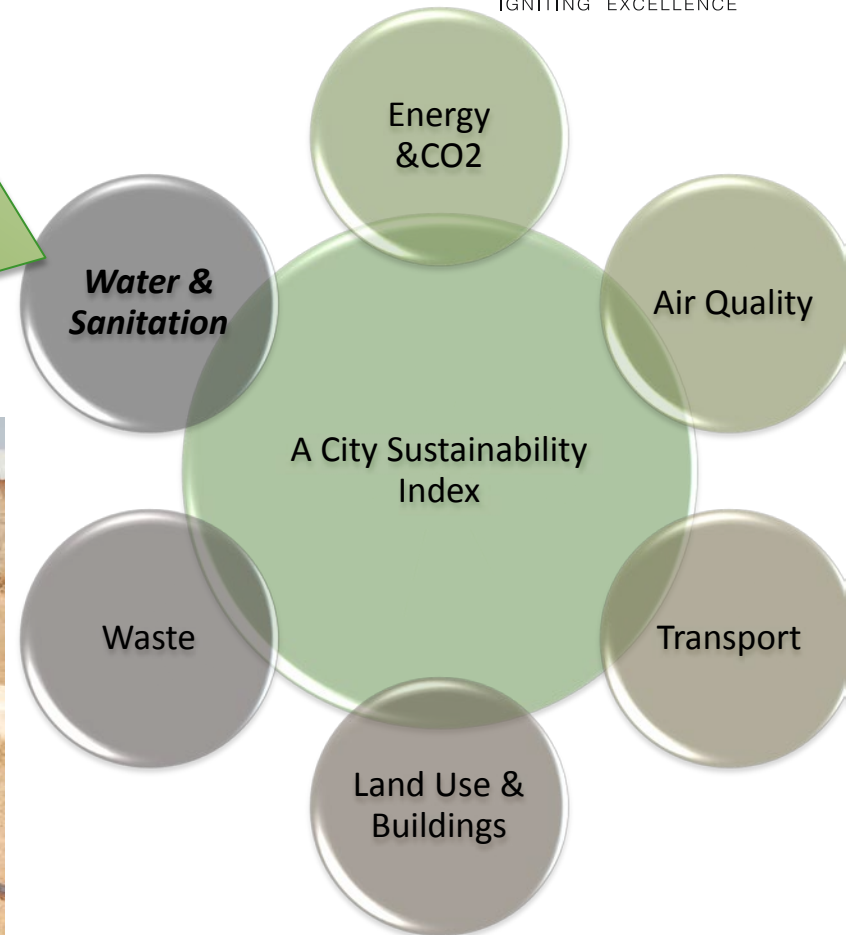 IGNITING EXCELLENCE
Energy
&CO2
Water &
Sanitation
Air Quality
A City Sustainability
Index
Waste
Transport
Land Use &
Buildings